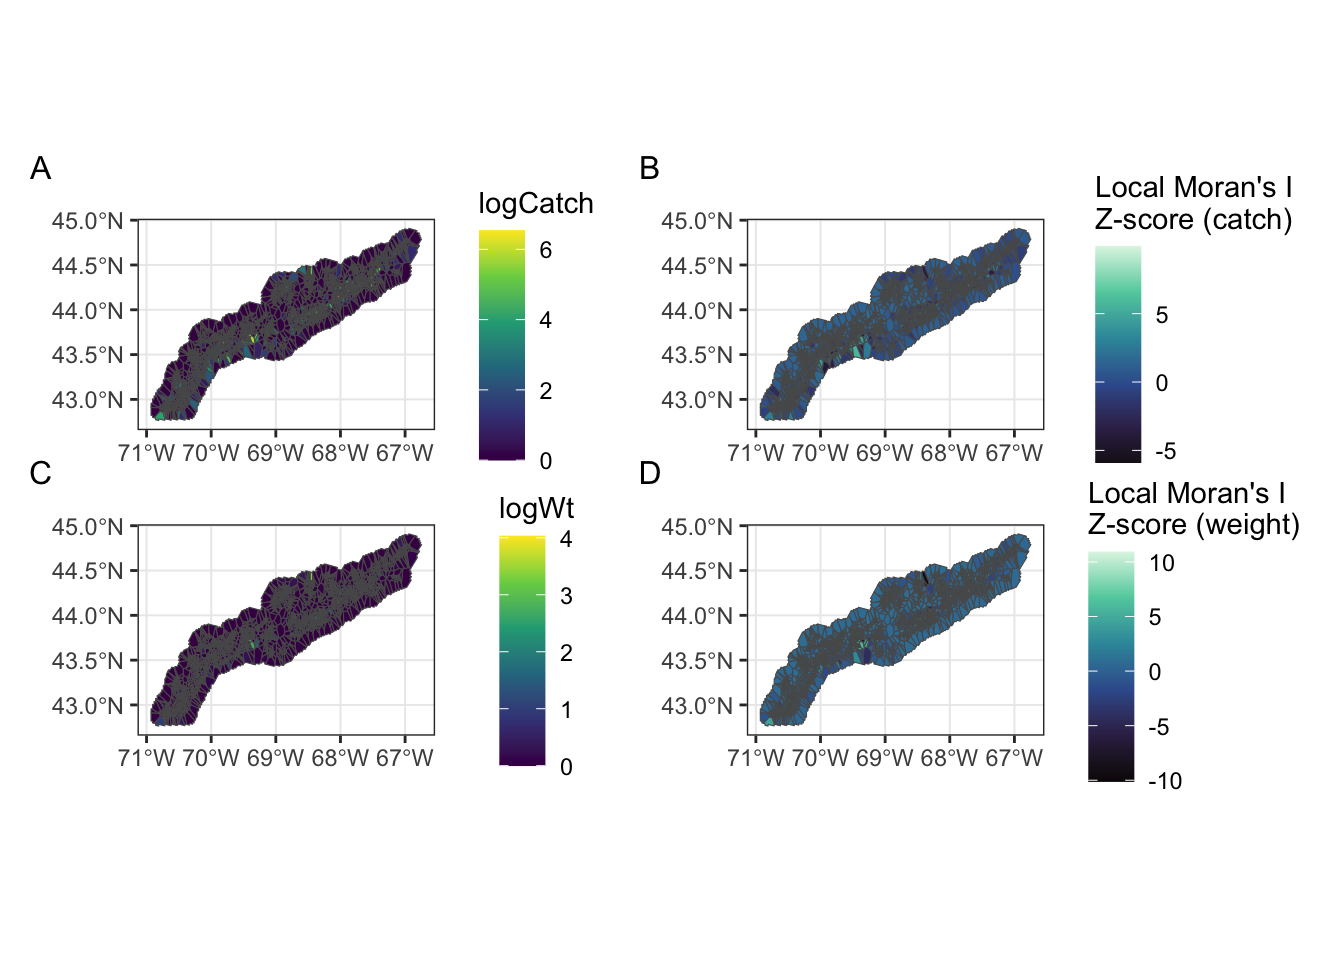 A
logCatch
45.0°N
44.5°N
44.0°N
43.5°N
43.0°N
71°W 70°W 69°W 68°W 67°W
6
4
2
0
B
Local Moran's I
Z-score (catch)
45.0°N
44.5°N
44.0°N
43.5°N
43.0°N
71°W 70°W 69°W 68°W 67°W
5
0
-5
C
logWt
45.0°N
44.5°N
44.0°N
43.5°N
43.0°N
71°W 70°W 69°W 68°W 67°W
4
3
2
1
0
D
Local Moran's I
Z-score (weight)
45.0°N
44.5°N
44.0°N
43.5°N
43.0°N
71°W 70°W 69°W 68°W 67°W
10
5
0
-5
-10